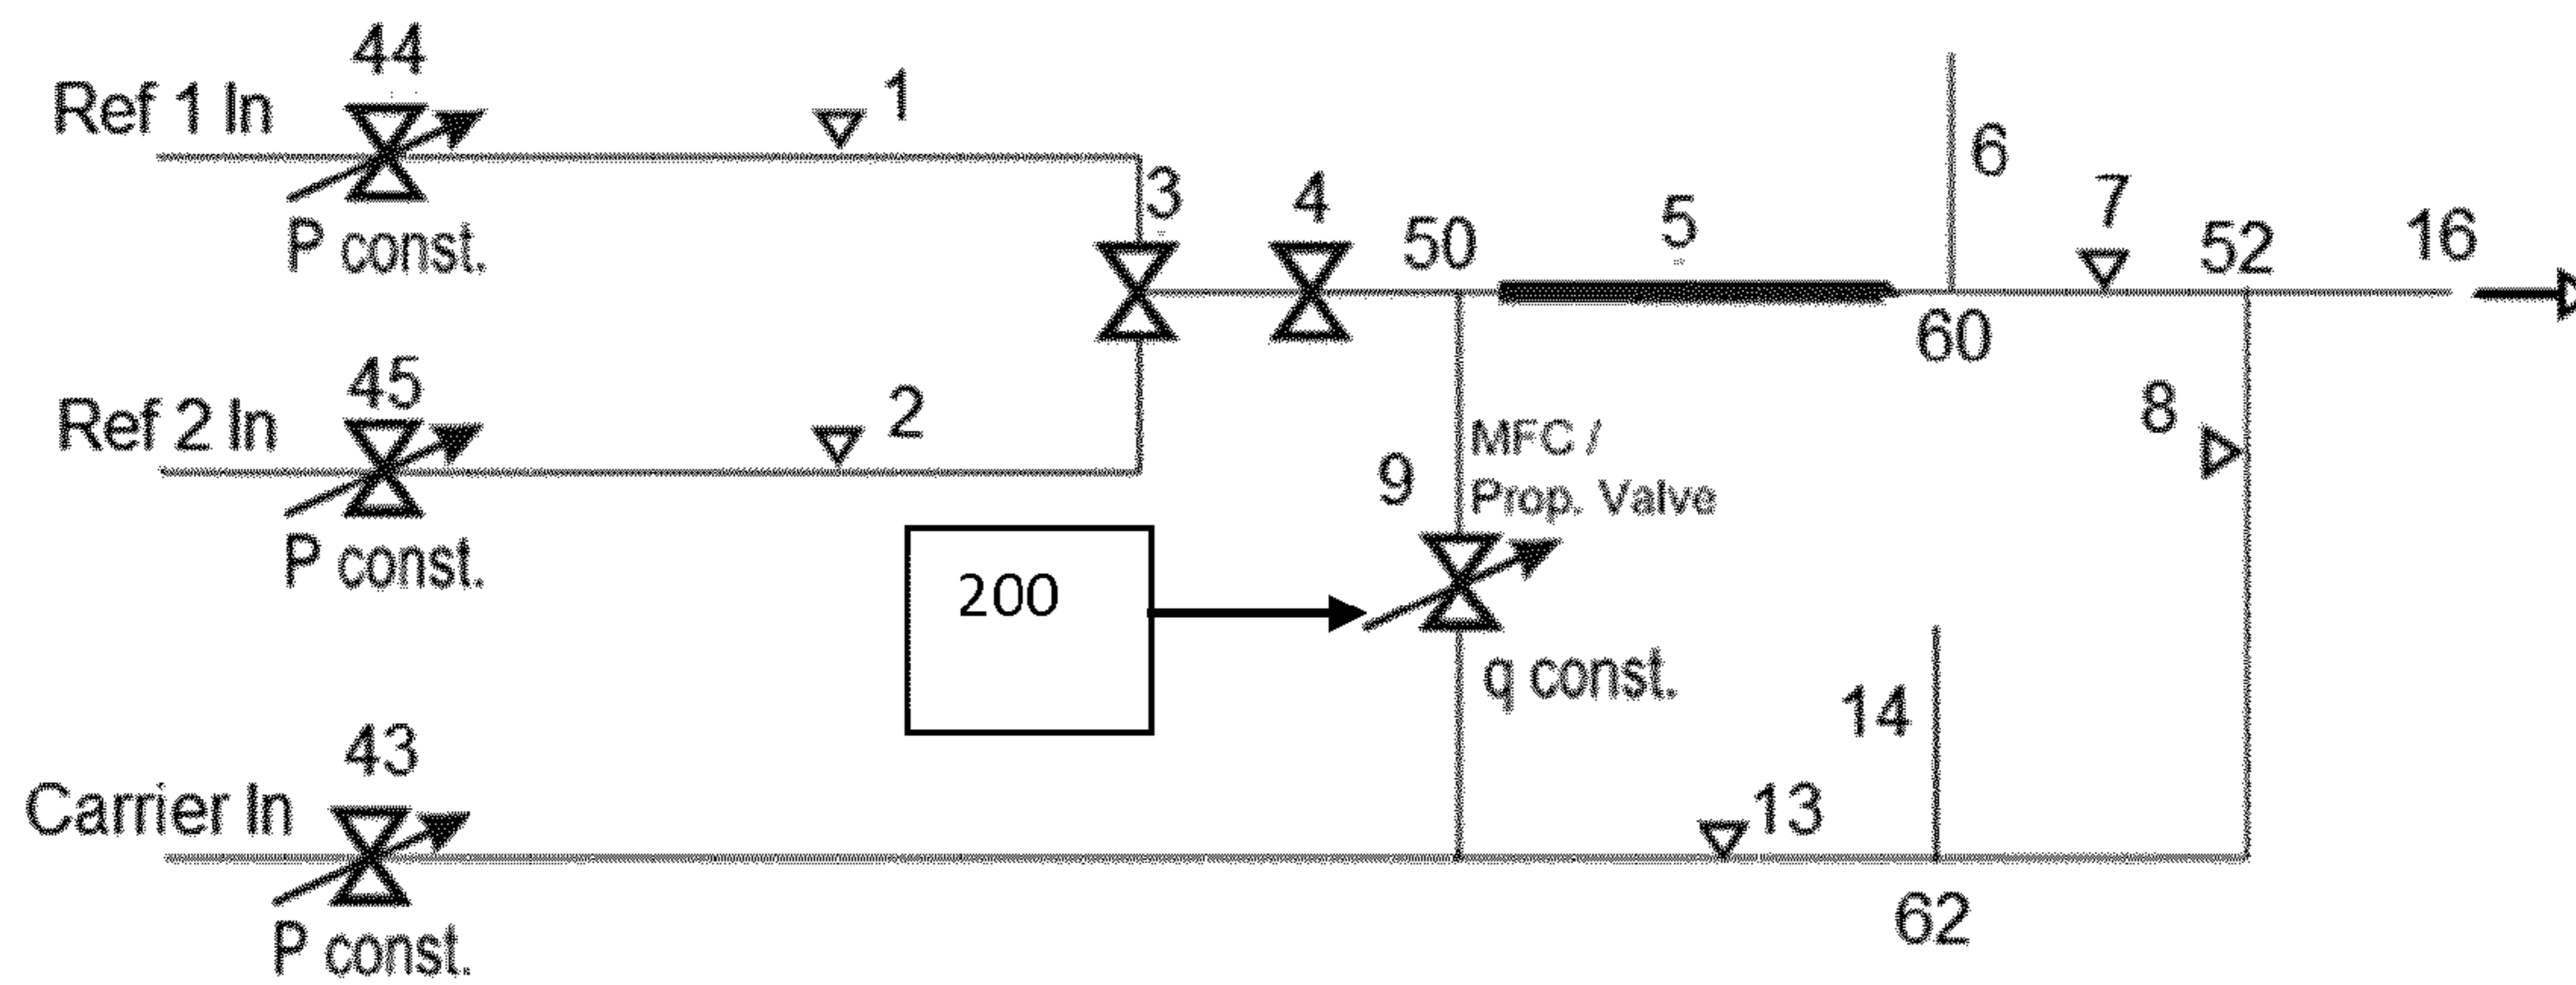 44
Ref 1 In
1
P const.
3
4
50
5
6
60
7
52
16
45
Ref 2 In
2
P const.
8
MFC /
Prop. Valve
9
200
q const.
43
Carrier In
P const.
13
14
62